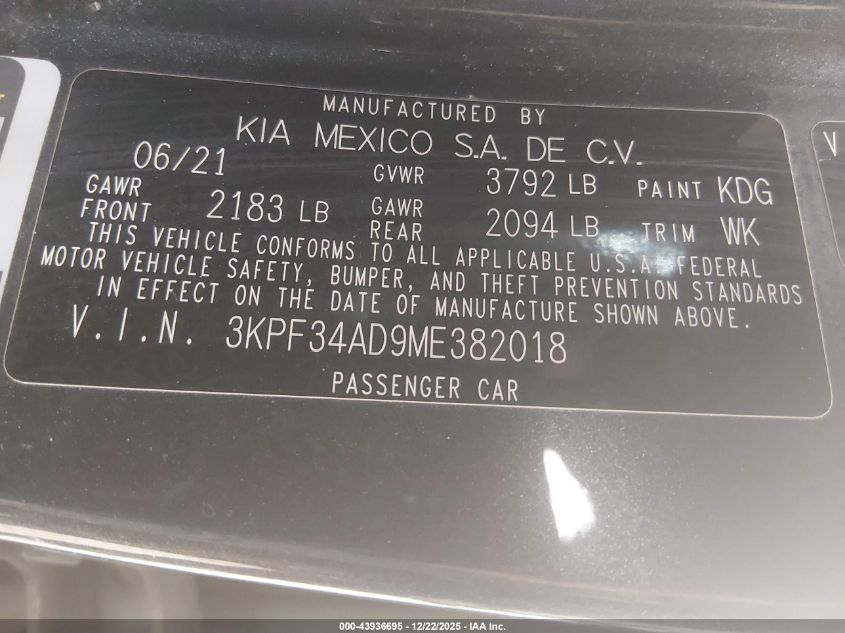 MANUFACTURED BY
KIA MEXICO S.A. DE C.V.
06/21 GVWR 3792 LB PAINT KDG
GAWR FRONT 2183 LB GAWR REAR 2094 LB TRIM WK
THIS VEHICLE CONFORMS TO ALL APPLICABLE U.S.A. FEDERAL
MOTOR VEHICLE SAFETY, BUMPER, AND THEFT PREVENTION STANDARDS
IN EFFECT ON THE DATE OF MANUFACTURE SHOWN ABOVE.
V.I.N. 3KPF34AD9ME382018
PASSENGER CAR
V
000-43936695 - 12/22/2025 - IAA Inc.